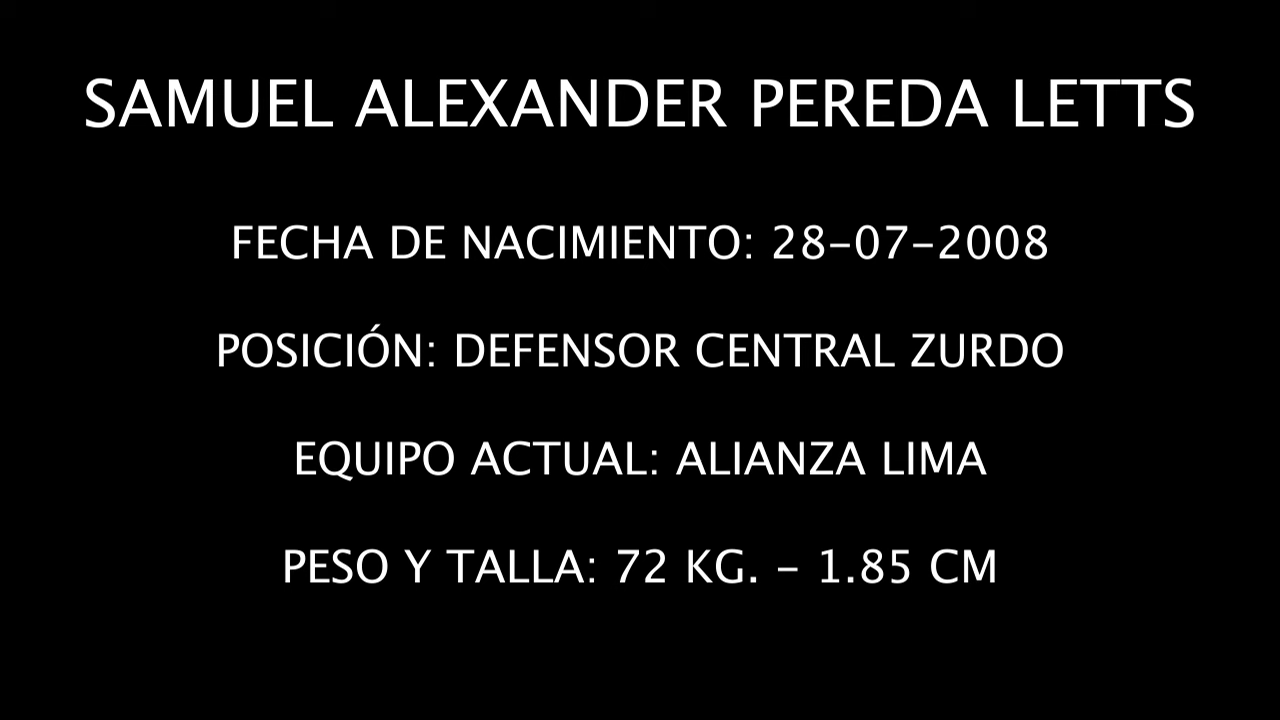 SAMUEL ALEXANDER PEREDA LETTS
FECHA DE NACIMIENTO: 28-07-2008
POSICIÓN: DEFENSOR CENTRAL ZURDO
EQUIPO ACTUAL: ALIANZA LIMA
PESO Y TALLA: 72 KG. - 1.85 CM